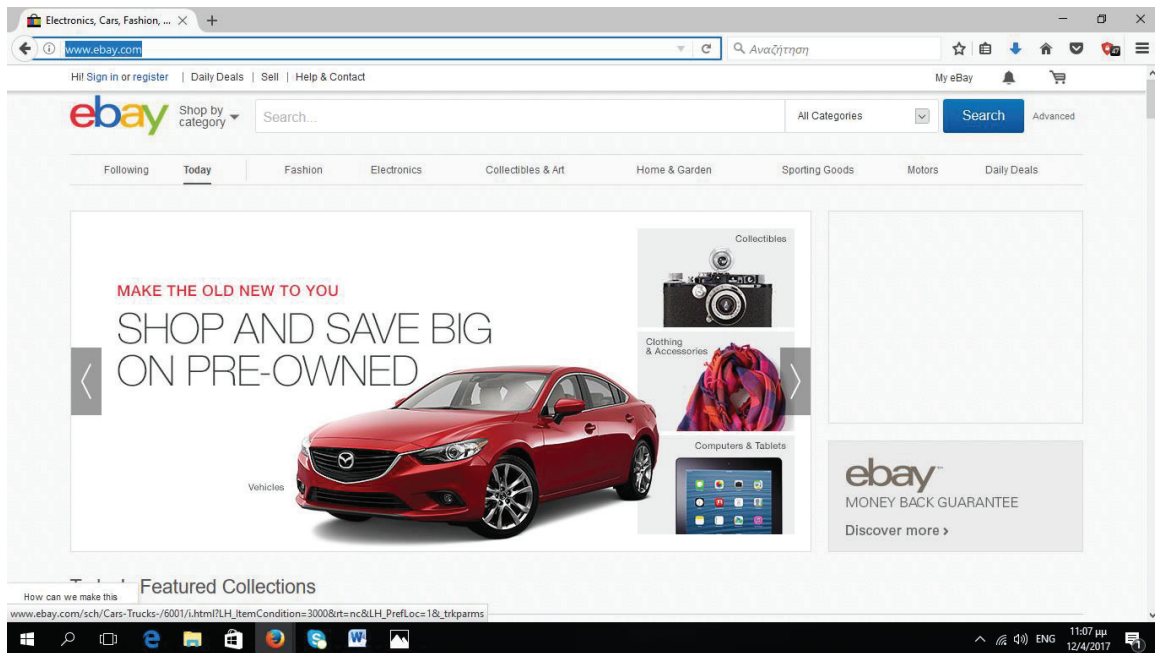 Electronics, Cars, Fashion, ...
www.ebay.com
Αναζήτηση
Hi! Sign in or register | Daily Deals | Sell | Help & Contact
My eBay
ebay
Shop by
category
Search...
All Categories
Search
Advanced
Following Today Fashion Electronics Collectibles & Art Home & Garden Sporting Goods Motors Daily Deals
MAKE THE OLD NEW TO YOU
SHOP AND SAVE BIG
ON PRE-OWNED
Vehicles
Collectibles
Clothing
& Accessories
Computers & Tablets
ebay
MONEY BACK GUARANTEE
Discover more >
Featured Collections
How can we make this
www.ebay.com/sch/Cars-Trucks-/6001/i.html?LH_ItemCondition=3000&rt=nc&LH_PrefLoc=1&_trkparms
ENG
11:07 μμ
12/4/2017